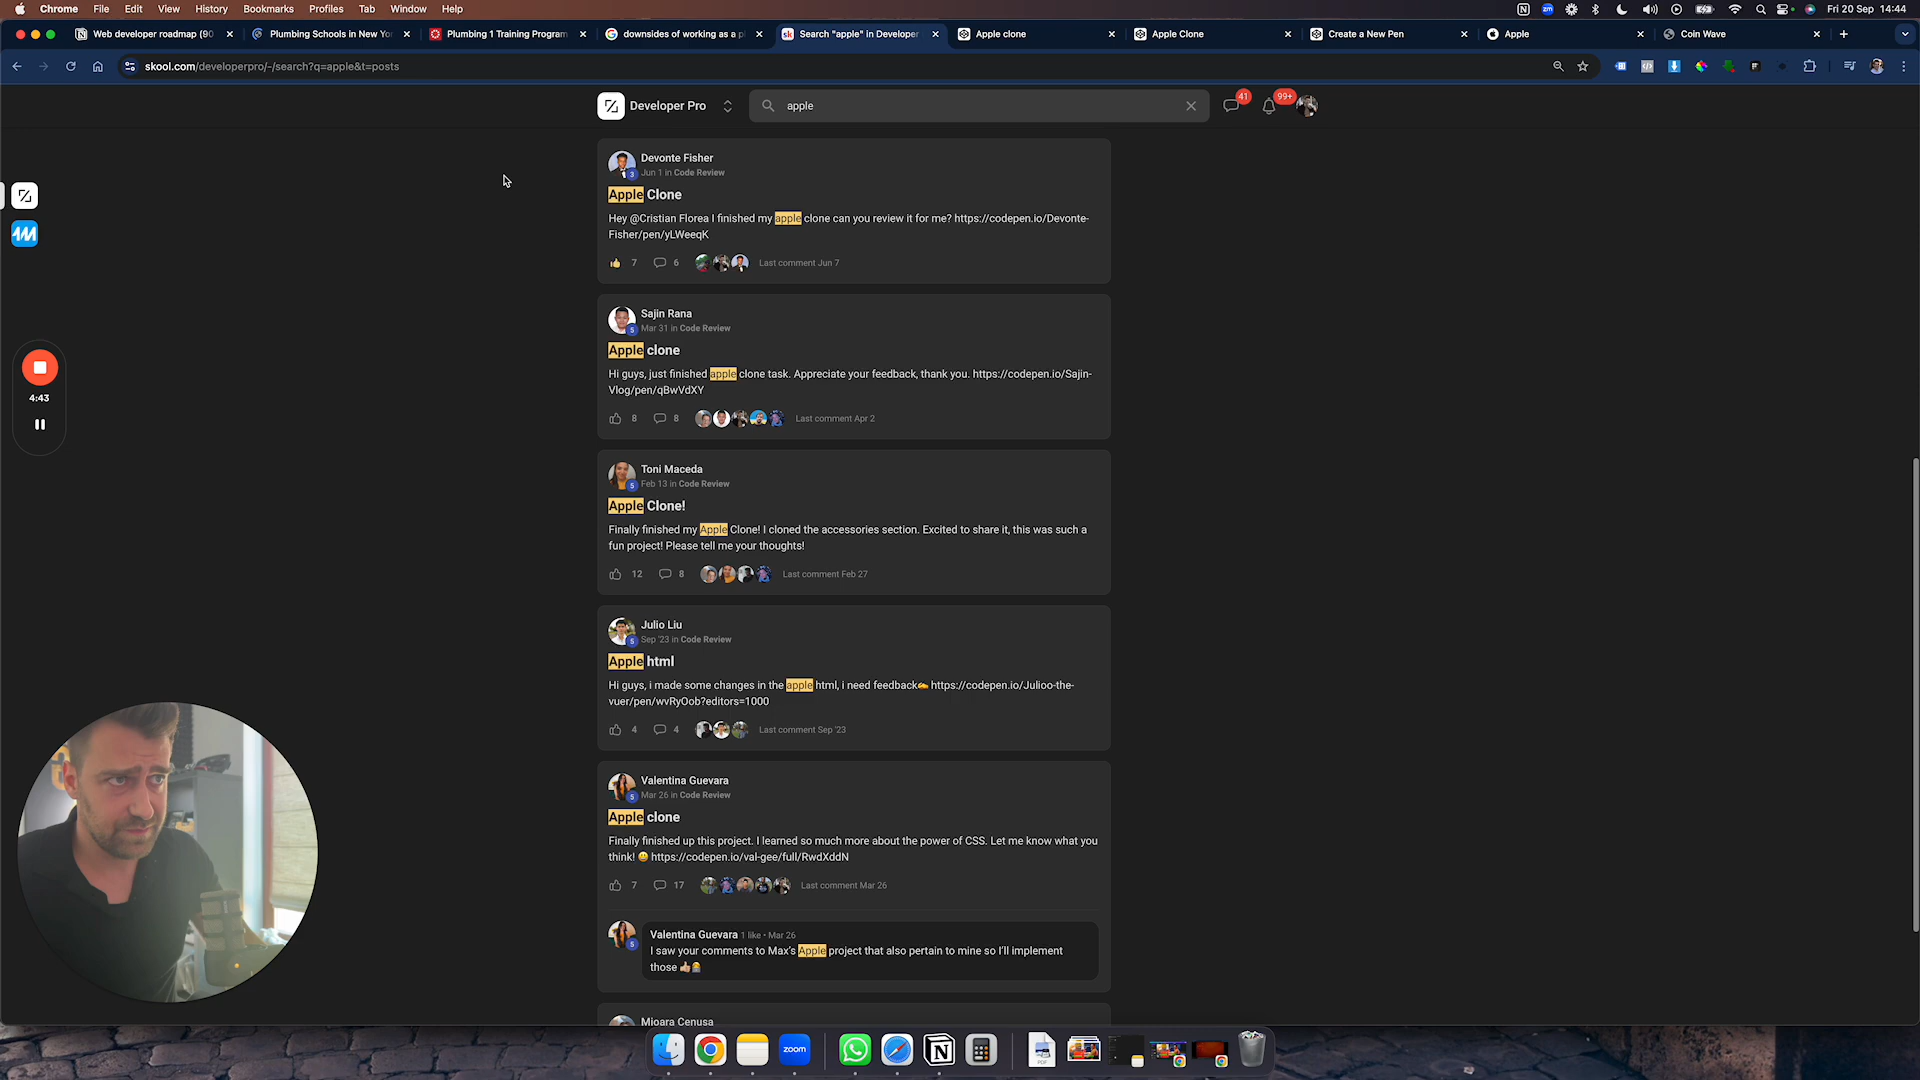 Chrome File Edit View History Bookmarks Profiles Tab Window Help Fri 20 Sep 14:44
Web developer roadmap (90 Plumbing Schools in New Yor Plumbing 1 Training Program downsides of working as a p Search "apple" in Developer Apple clone Apple Clone Create a New Pen Apple Coin Wave
skool.com/developerpro/-/search?q=apple&t=posts
Developer Pro apple 41 99+
Devonte Fisher
3 Jun 1 in Code Review
Apple Clone
Hey @Cristian Florea I finished my apple clone can you review it for me? https://codepen.io/Devonte-
Fisher/pen/yLWeeqK
7 6 Last comment Jun 7
Sajin Rana
5 Mar 31 in Code Review
Apple clone
Hi guys, just finished apple clone task. Appreciate your feedback, thank you. https://codepen.io/Sajin-
Vlog/pen/qBwVdXY
8 8 Last comment Apr 2
4:43
Toni Maceda
5 Feb 13 in Code Review
Apple Clone!
Finally finished my Apple Clone! I cloned the accessories section. Excited to share it, this was such a
fun project! Please tell me your thoughts!
12 8 Last comment Feb 27
Julio Liu
5 Sep '23 in Code Review
Apple html
Hi guys, i made some changes in the apple html, i need feedback https://codepen.io/Julioo-the-
vuer/pen/wvRyOob?editors=1000
4 4 Last comment Sep '23
Valentina Guevara
5 Mar 26 in Code Review
Apple clone
Finally finished up this project. I learned so much more about the power of CSS. Let me know what you
think! https://codepen.io/val-gee/full/RwdXddN
7 17 Last comment Mar 26
Valentina Guevara 1 like • Mar 26
5 I saw your comments to Max's Apple project that also pertain to mine so I'll implement
those
Mioara Cenusa
zoom
PDF